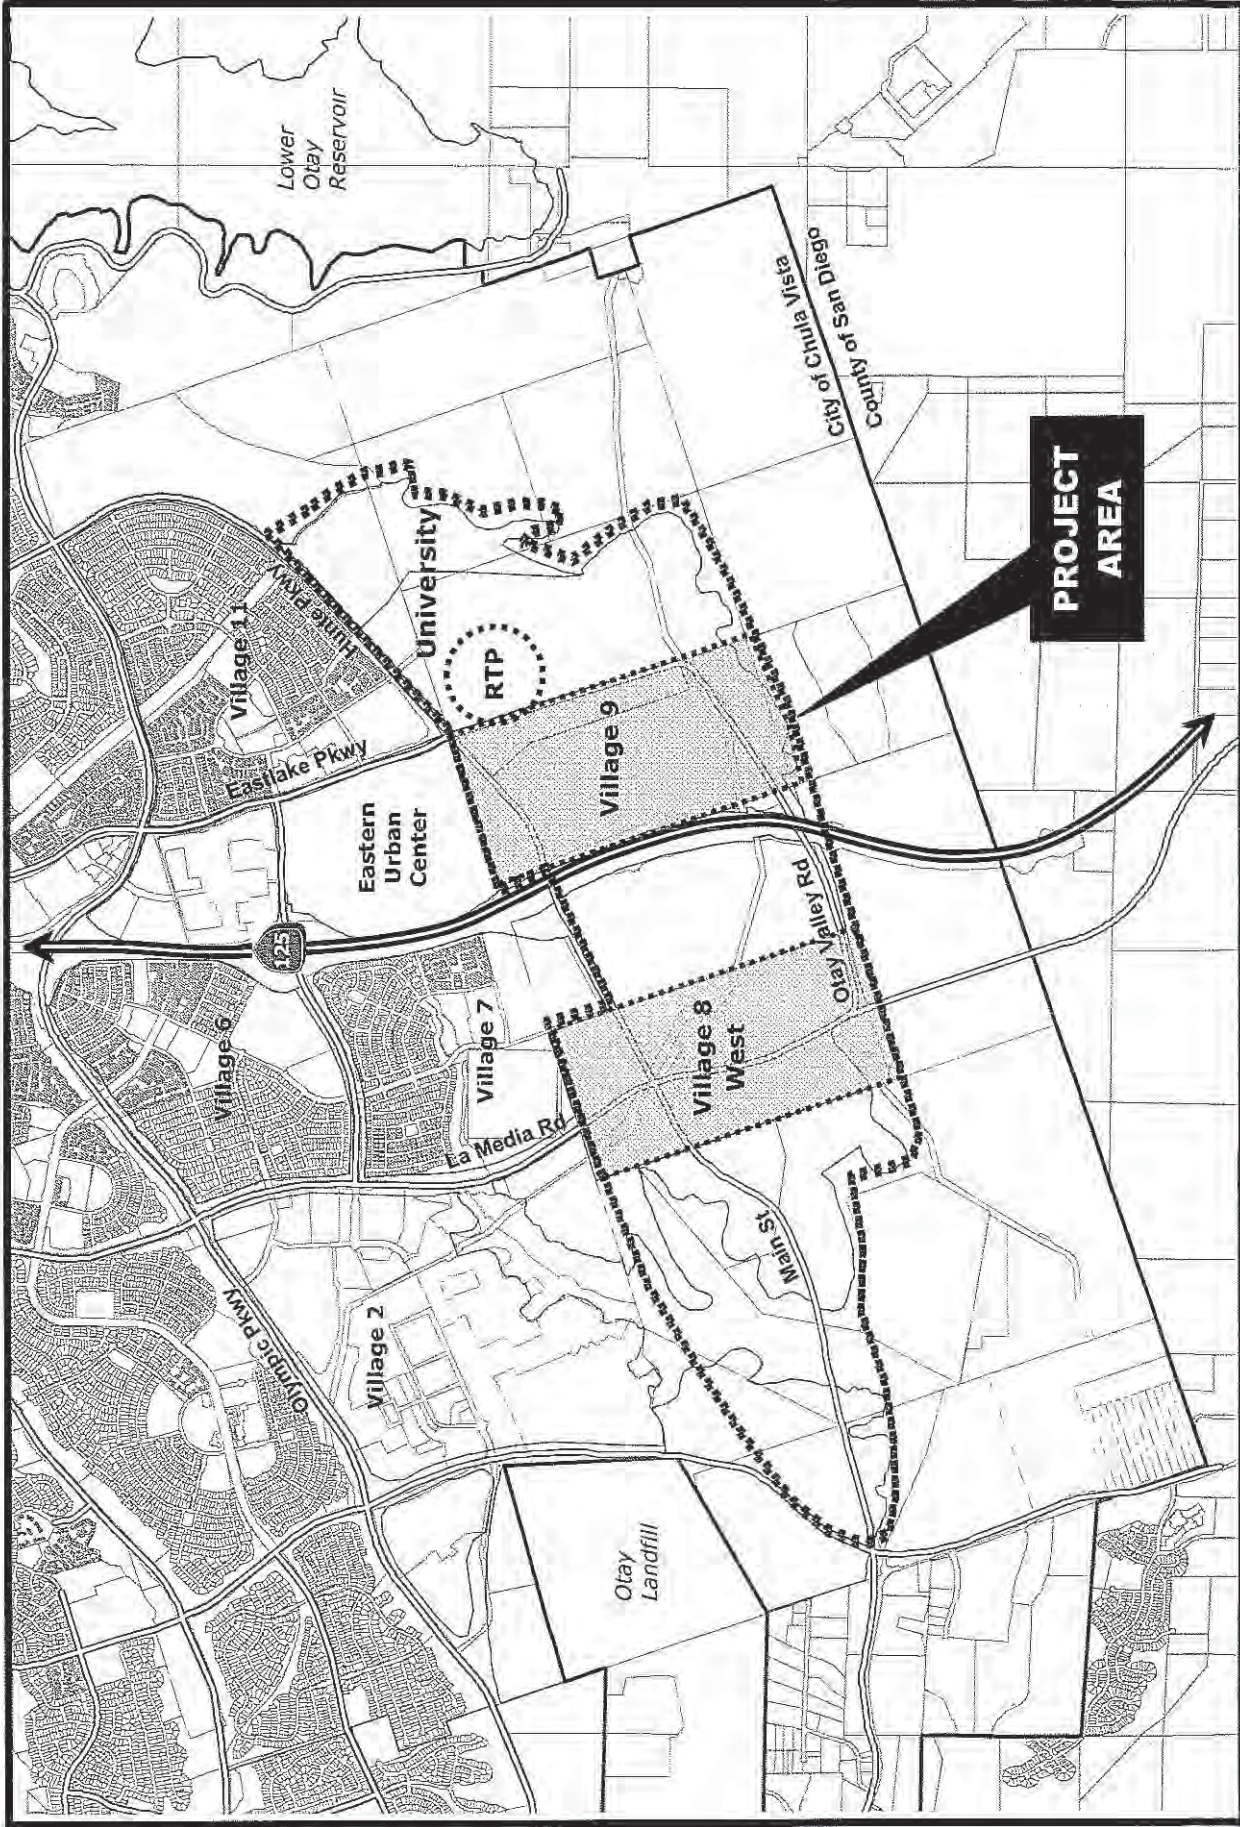 Lower
Otay
Reservoir
Village 11
Hunte Pkwy
University
RTP
Eastlake Pkwy
Eastern
Urban
Center
Village 9
City of Chula Vista
County of San Diego
PROJECT
AREA
125
Otay Valley Rd
Village 6
Village 7
Village 8
West
La Media Rd
Main St
Olympic Pkwy
Village 2
Otay
Landfill